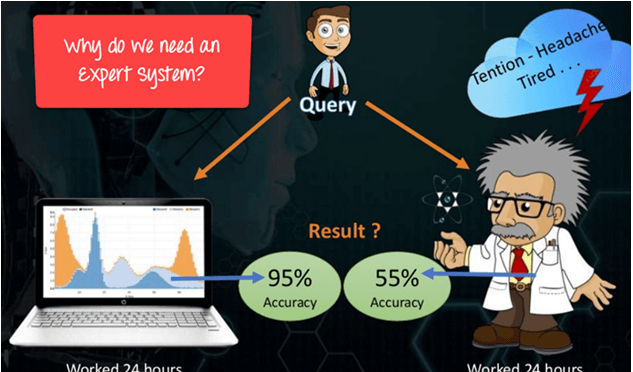 Why do we need an
Expert System?
Query
Tention - Headache
Tired . . .
Result ?
95%
Accuracy
55%
Accuracy
Worked 24 hours
Worked 24 hours